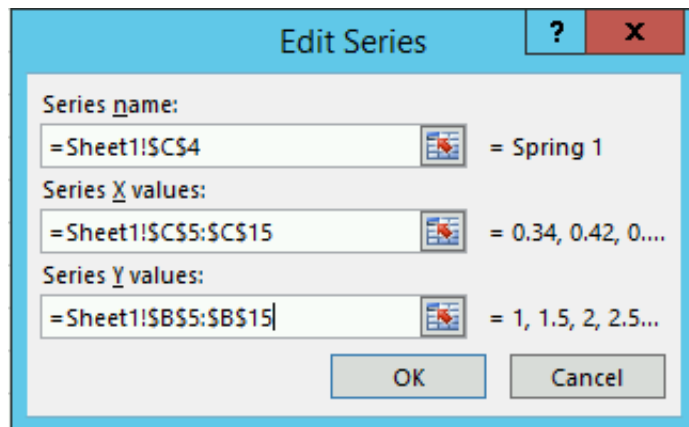 Edit Series
?
x
Series name:
=Sheet1!$C$4
= Spring 1
Series X values:
=Sheet1!$C$5:$C$15
= 0.34, 0.42, 0....
Series Y values:
=Sheet1!$B$5:$B$15
= 1, 1.5, 2, 2.5...
OK
Cancel